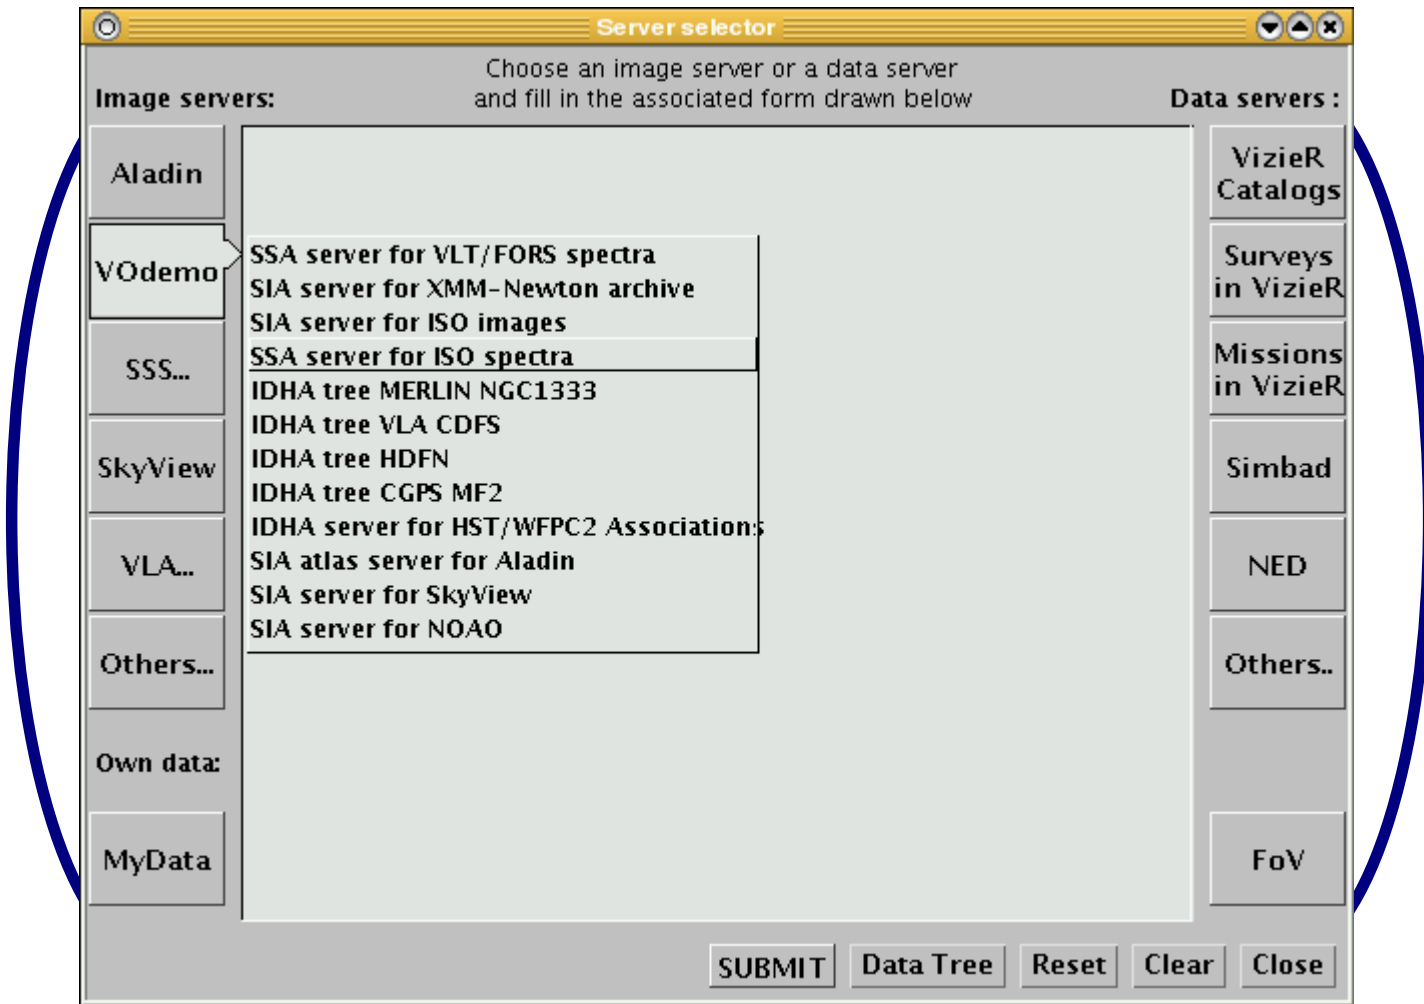 Server selector
Choose an image server or a data server
and fill in the associated form drawn below
Image servers:
Data servers :
Aladin
VOdemo
SSS...
SkyView
VLA...
Others...
Own data:
MyData
SSA server for VLT/FORS spectra
SIA server for XMM-Newton archive
SIA server for ISO images
SSA server for ISO spectra
IDHA tree MERLIN NGC1333
IDHA tree VLA CDFS
IDHA tree HDFN
IDHA tree CGPS MF2
IDHA server for HST/WFPC2 Associations
SIA atlas server for Aladin
SIA server for SkyView
SIA server for NOAO
VizieR
Catalogs
Surveys
in VizieR
Missions
in VizieR
Simbad
NED
Others..
FoV
SUBMIT
Data Tree
Reset
Clear
Close